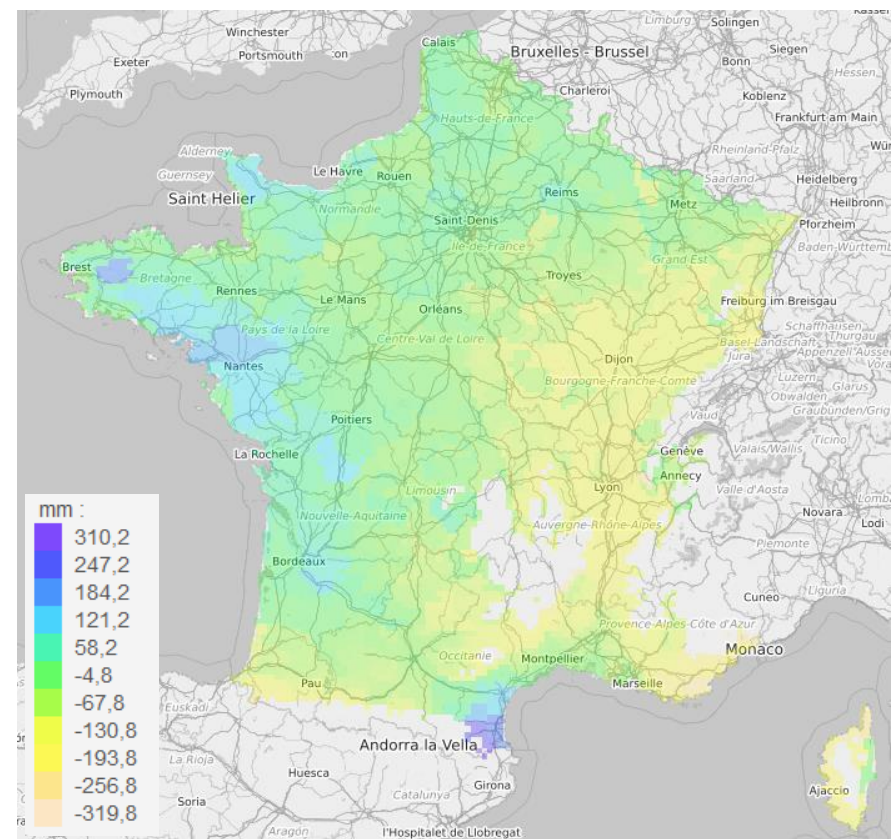 Winchester
Limburg
Solingen
Calais
Bruxelles - Brussel
Exeter
Portsmouth
Siegen
Bonn
Hessen
Plymouth
Charleroi
Koblenz
Hauts-de-France
Frankfurt am Main
Alderney
Rheinland-Pfalz
Guernsey
Le Havre
Rouen
Saarland
Heidelberg
Saint Helier
Reims
Metz
Heilbronn
Normandie
Saint-Denis
Pforzheim
Île-de-France
Baden-Württem
Brest
Bretagne
Grand Est
Rennes
Le Mans
Troyes
Orléans
Freiburg im Breisgau
Pays de la Loire
Centre-Val de Loire
Schaffhausen
Thurgau
Basel-Landschaft
Appenzell Ausser
Jura
Nantes
Dijon
Luzern
Glarus
Bourgogne-Franche-Comté
Obwalden
Graubünden/Grig
Vaud
Poitiers
Ticino
La Rochelle
Genève
Valais/Wallis
Annecy
Limousin
Lyon
Valle d'Aosta
Novara
Lodi
Nouvelle-Aquitaine
Auvergne-Rhône-Alpes
Piemonte
Bordeaux
Cuneo
Liguria
Provence-Alpes-Côte d'Azur
Occitanie
Montpellier
Monaco
Pau
Marseille
Euskadi
Andorra la Vella
La Rioja
Huesca
Girona
Ajaccio
Catalunya
Soria
Aragón
l'Hospitalet de Llobregat
mm :
310,2
247,2
184,2
121,2
58,2
-4,8
-67,8
-130,8
-193,8
-256,8
-319,8